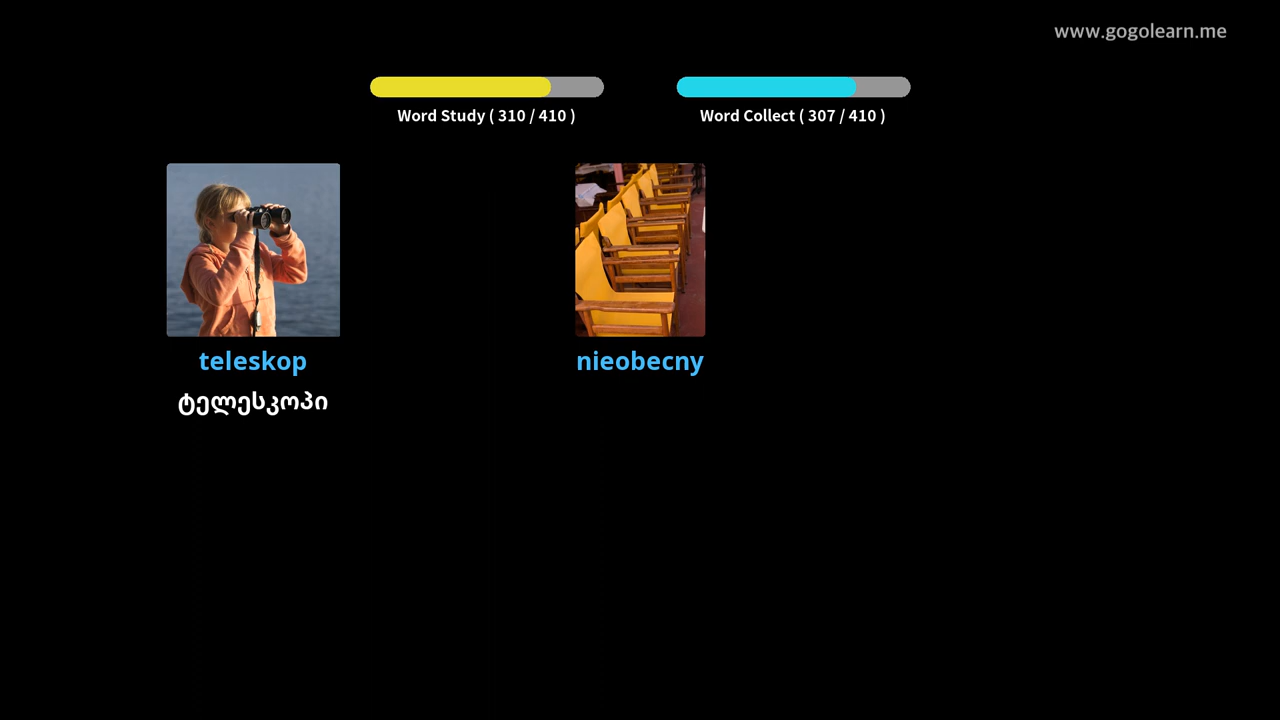 www.gogolearn.me
Word Study ( 310 / 410 )
Word Collect ( 307 / 410 )
teleskop
ტელესკოპი
nieobecny